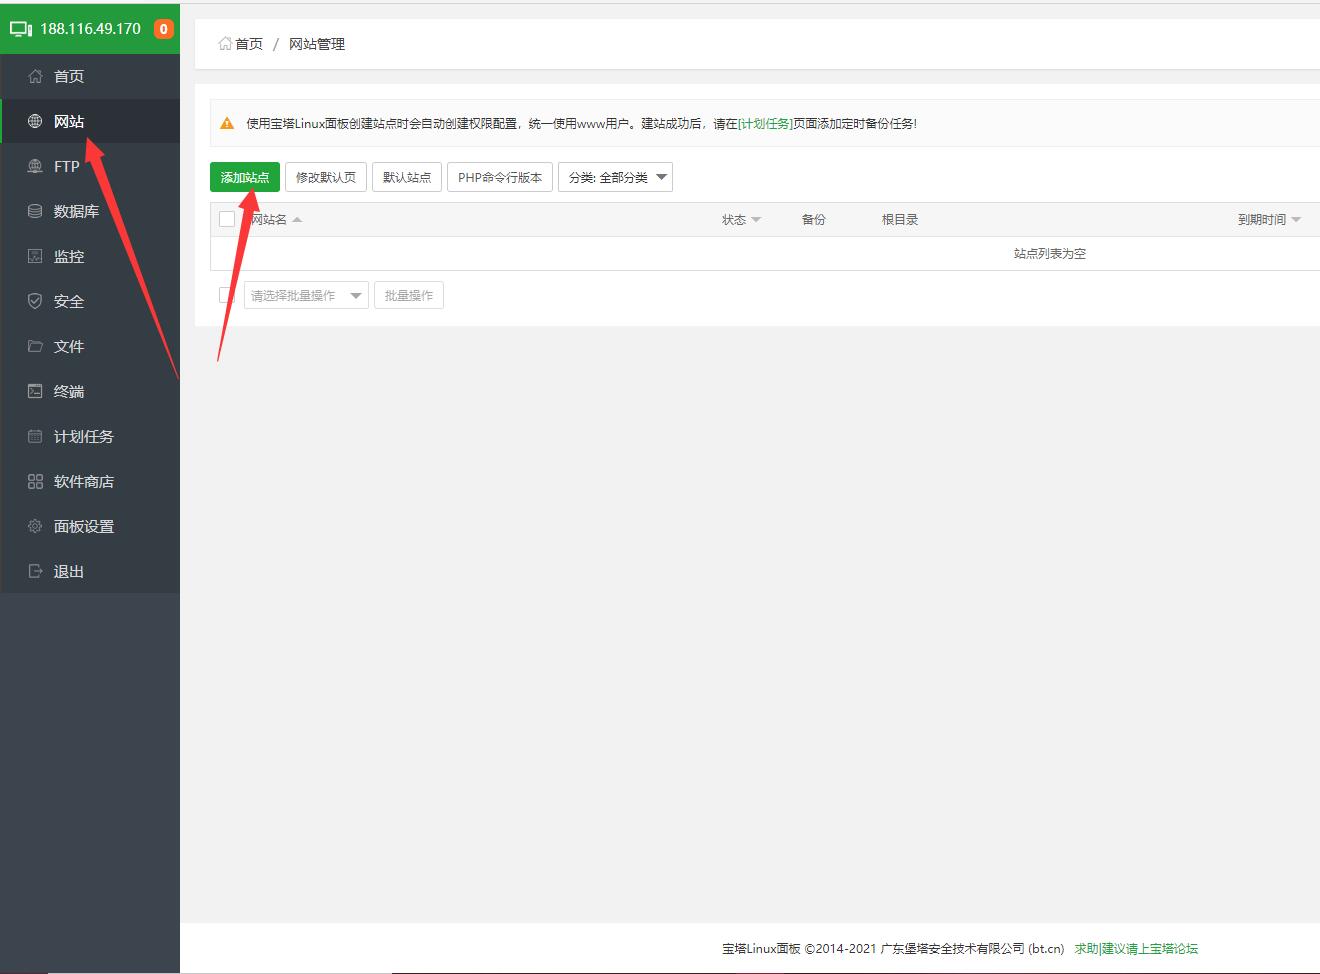 188.116.49.170 0
首页
网站
FTP
数据库
监控
安全
文件
终端
计划任务
软件商店
面板设置
退出
首页 / 网站管理
使用宝塔Linux面板创建站点时会自动创建权限配置，统一使用www用户。建站成功后，请在[计划任务]页面添加定时备份任务!
添加站点 修改默认页 默认站点 PHP命令行版本 分类: 全部分类
网站名 状态 备份 根目录 到期时间
站点列表为空
请选择批量操作 批量操作
宝塔Linux面板 ©2014-2021 广东堡塔安全技术有限公司 (bt.cn) 求助|建议请上宝塔论坛